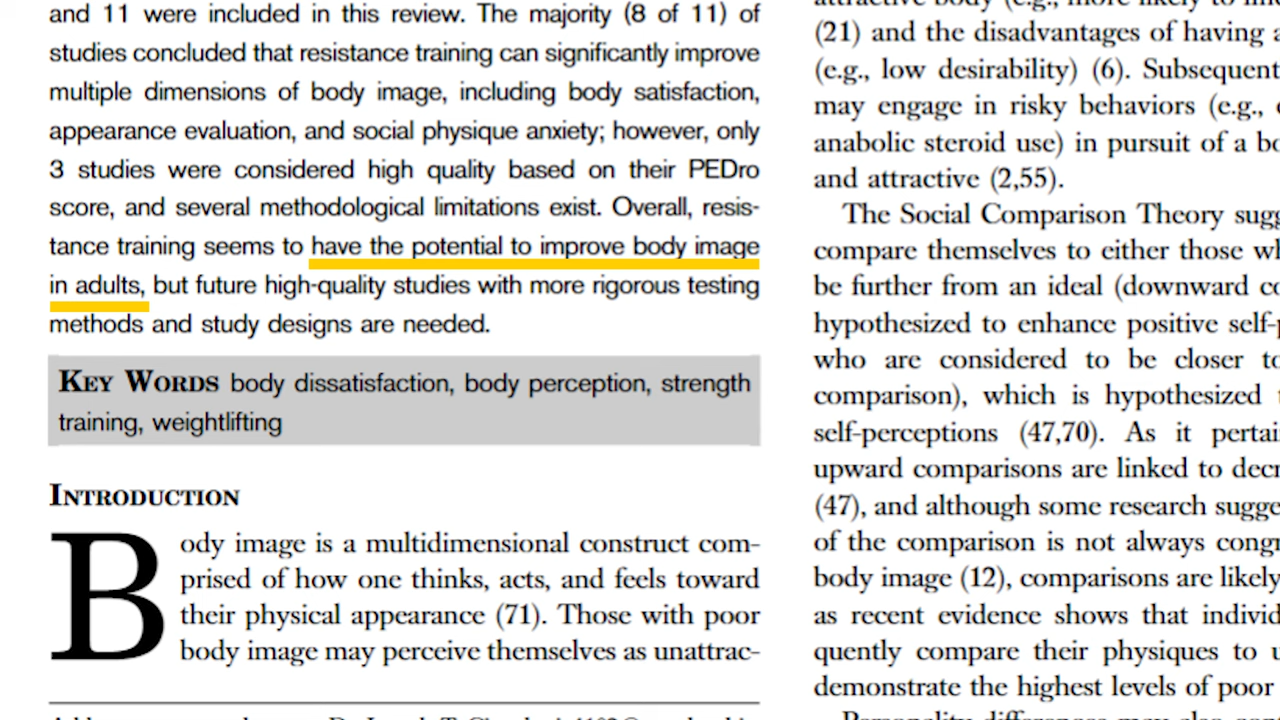 and 11 were included in this review. The majority (8 of 11) of
studies concluded that resistance training can significantly improve
multiple dimensions of body image, including body satisfaction,
appearance evaluation, and social physique anxiety; however, only
3 studies were considered high quality based on their PEDro
score, and several methodological limitations exist. Overall, resis-
tance training seems to have the potential to improve body image
in adults, but future high-quality studies with more rigorous testing
methods and study designs are needed.
KEY WORDS body dissatisfaction, body perception, strength
training, weightlifting
INTRODUCTION
Body image is a multidimensional construct com-
prised of how one thinks, acts, and feels toward
their physical appearance (71). Those with poor
body image may perceive themselves as unattrac-
(21) and the disadvantages of having
(e.g., low desirability) (6). Subsequent
may engage in risky behaviors (e.g.,
anabolic steroid use) in pursuit of a
and attractive (2,55).
The Social Comparison Theory sugg
compare themselves to either those
be further from an ideal (downward
hypothesized to enhance positive self-
who are considered to be closer to
comparison), which is hypothesized
self-perceptions (47,70). As it pertai
upward comparisons are linked to decr
(47), and although some research sugge
of the comparison is not always cong
body image (12), comparisons are likely
as recent evidence shows that individ
quently compare their physiques to
demonstrate the highest levels of poor